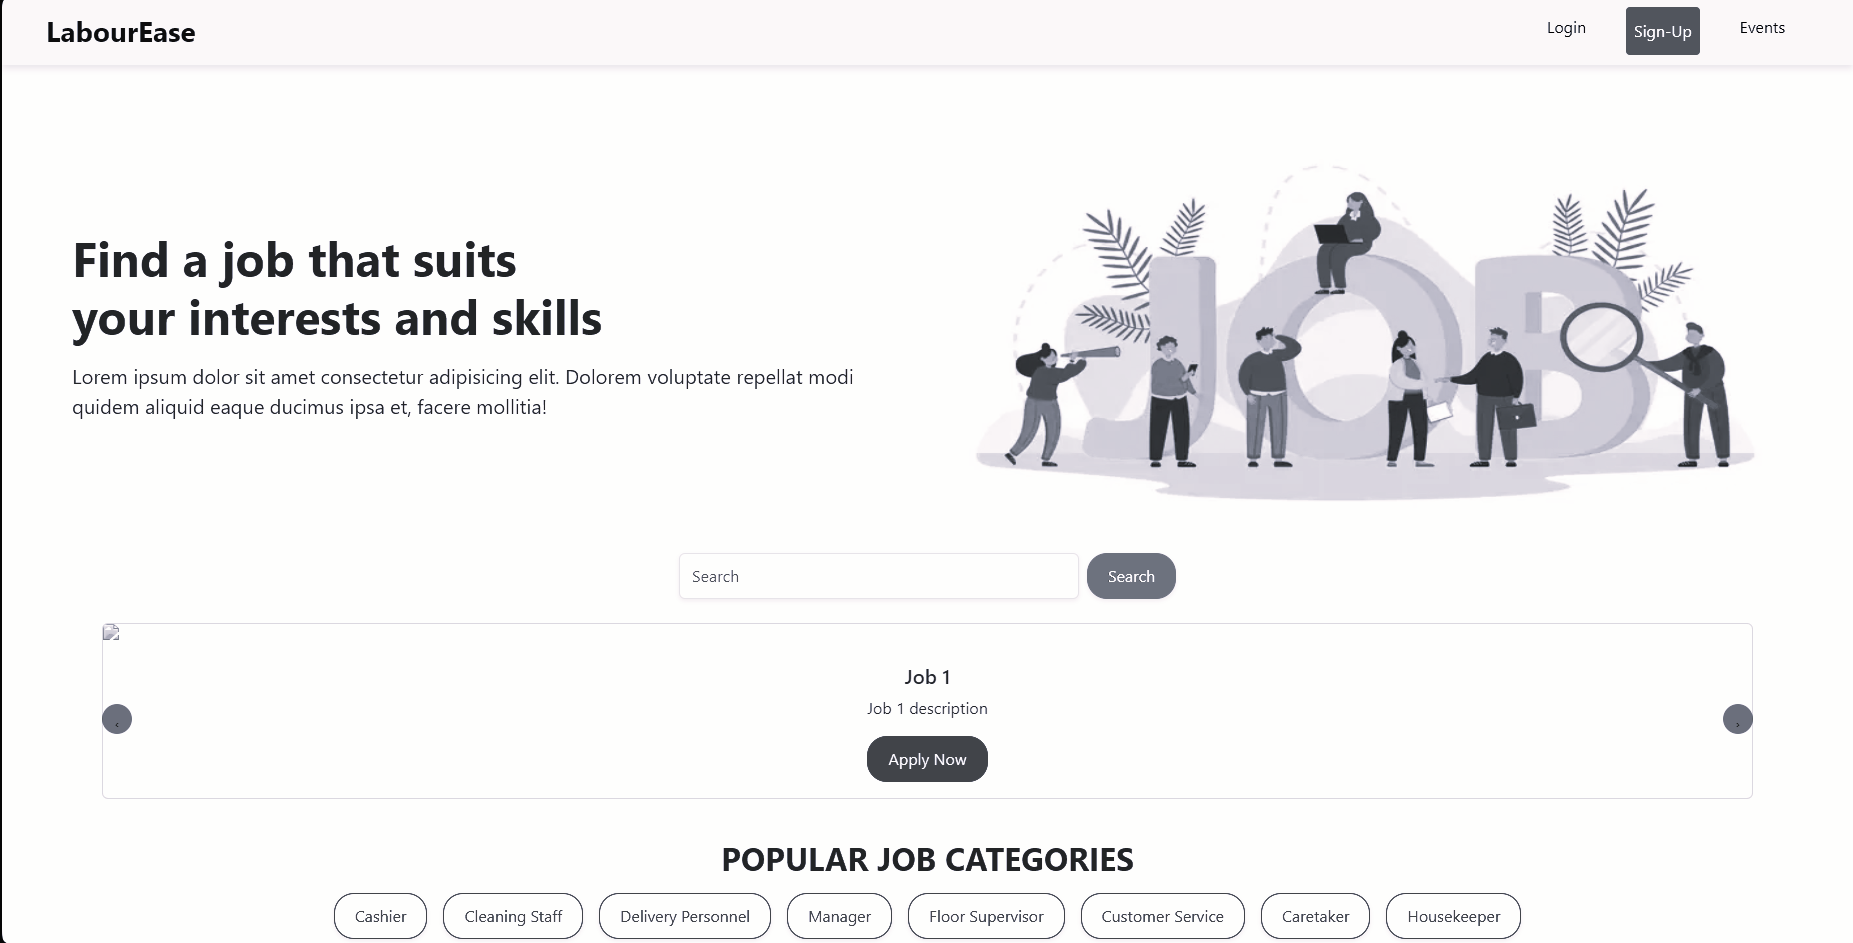 LabourEase
Login
Sign-Up
Events
Find a job that suits
your interests and skills
Lorem ipsum dolor sit amet consectetur adipisicing elit. Dolorem voluptate repellat modi
quidem aliquid eaque ducimus ipsa et, facere mollitia!
JOB
Search
Search
Job 1
Job 1 description
‹
›
Apply Now
POPULAR JOB CATEGORIES
Cashier
Cleaning Staff
Delivery Personnel
Manager
Floor Supervisor
Customer Service
Caretaker
Housekeeper